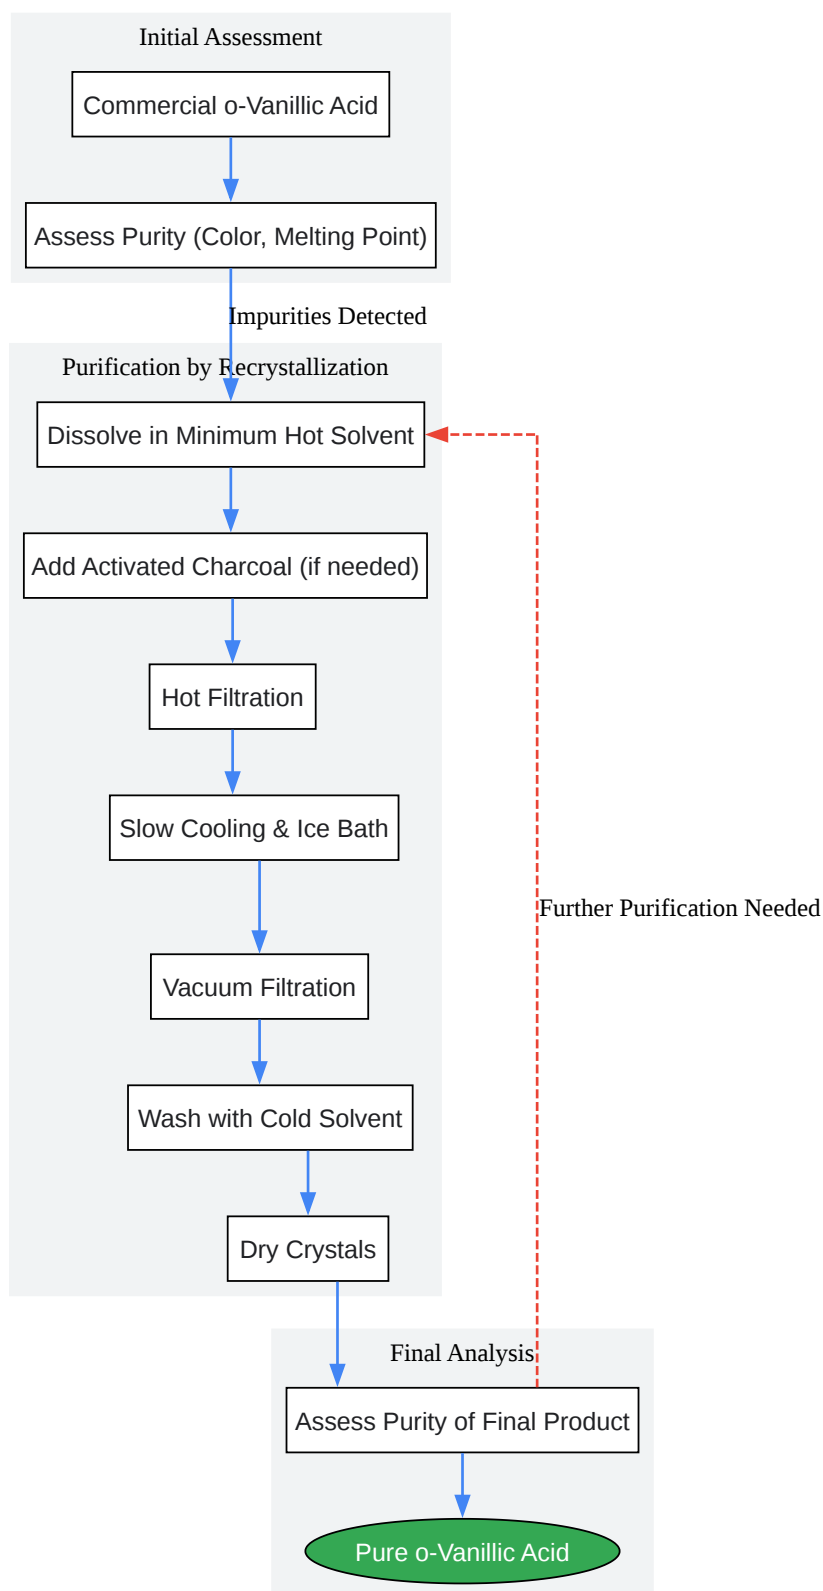 Initial Assessment
Commercial o-Vanillic Acid
Assess Purity (Color, Melting Point)
Impurities Detected
Purification by Recrystallization
Dissolve in Minimum Hot Solvent
Add Activated Charcoal (if needed)
Hot Filtration
Slow Cooling & Ice Bath
Further Purification Needed
Vacuum Filtration
Wash with Cold Solvent
Dry Crystals
Final Analysis
Assess Purity of Final Product
Pure o-Vanillic Acid